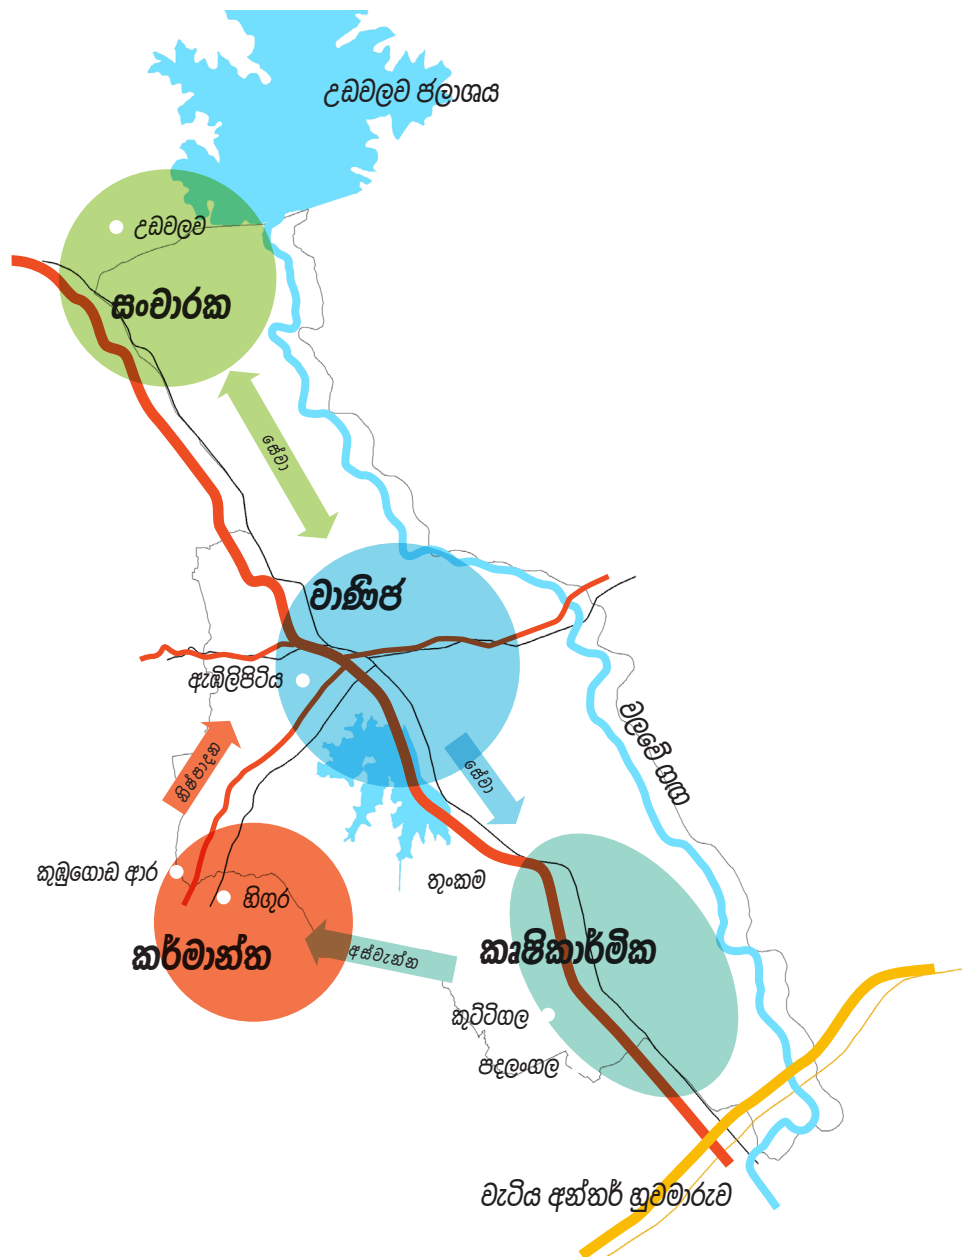 උඩවලව ජලාශය
උඩවලව
සංචාරක
සේවා
වාණිජ
ඇඹිලිපිටිය
වලවේ ගඟ
නිෂ්පාදන
සේවා
කුඹුගොඩ ආර
හිගුර
තුංකම
කර්මාන්ත
අස්වැන්න
කෘෂිකාර්මික
කුට්ටිගල
පදලංගල
වැටිය අන්තර් හුවමාරුව